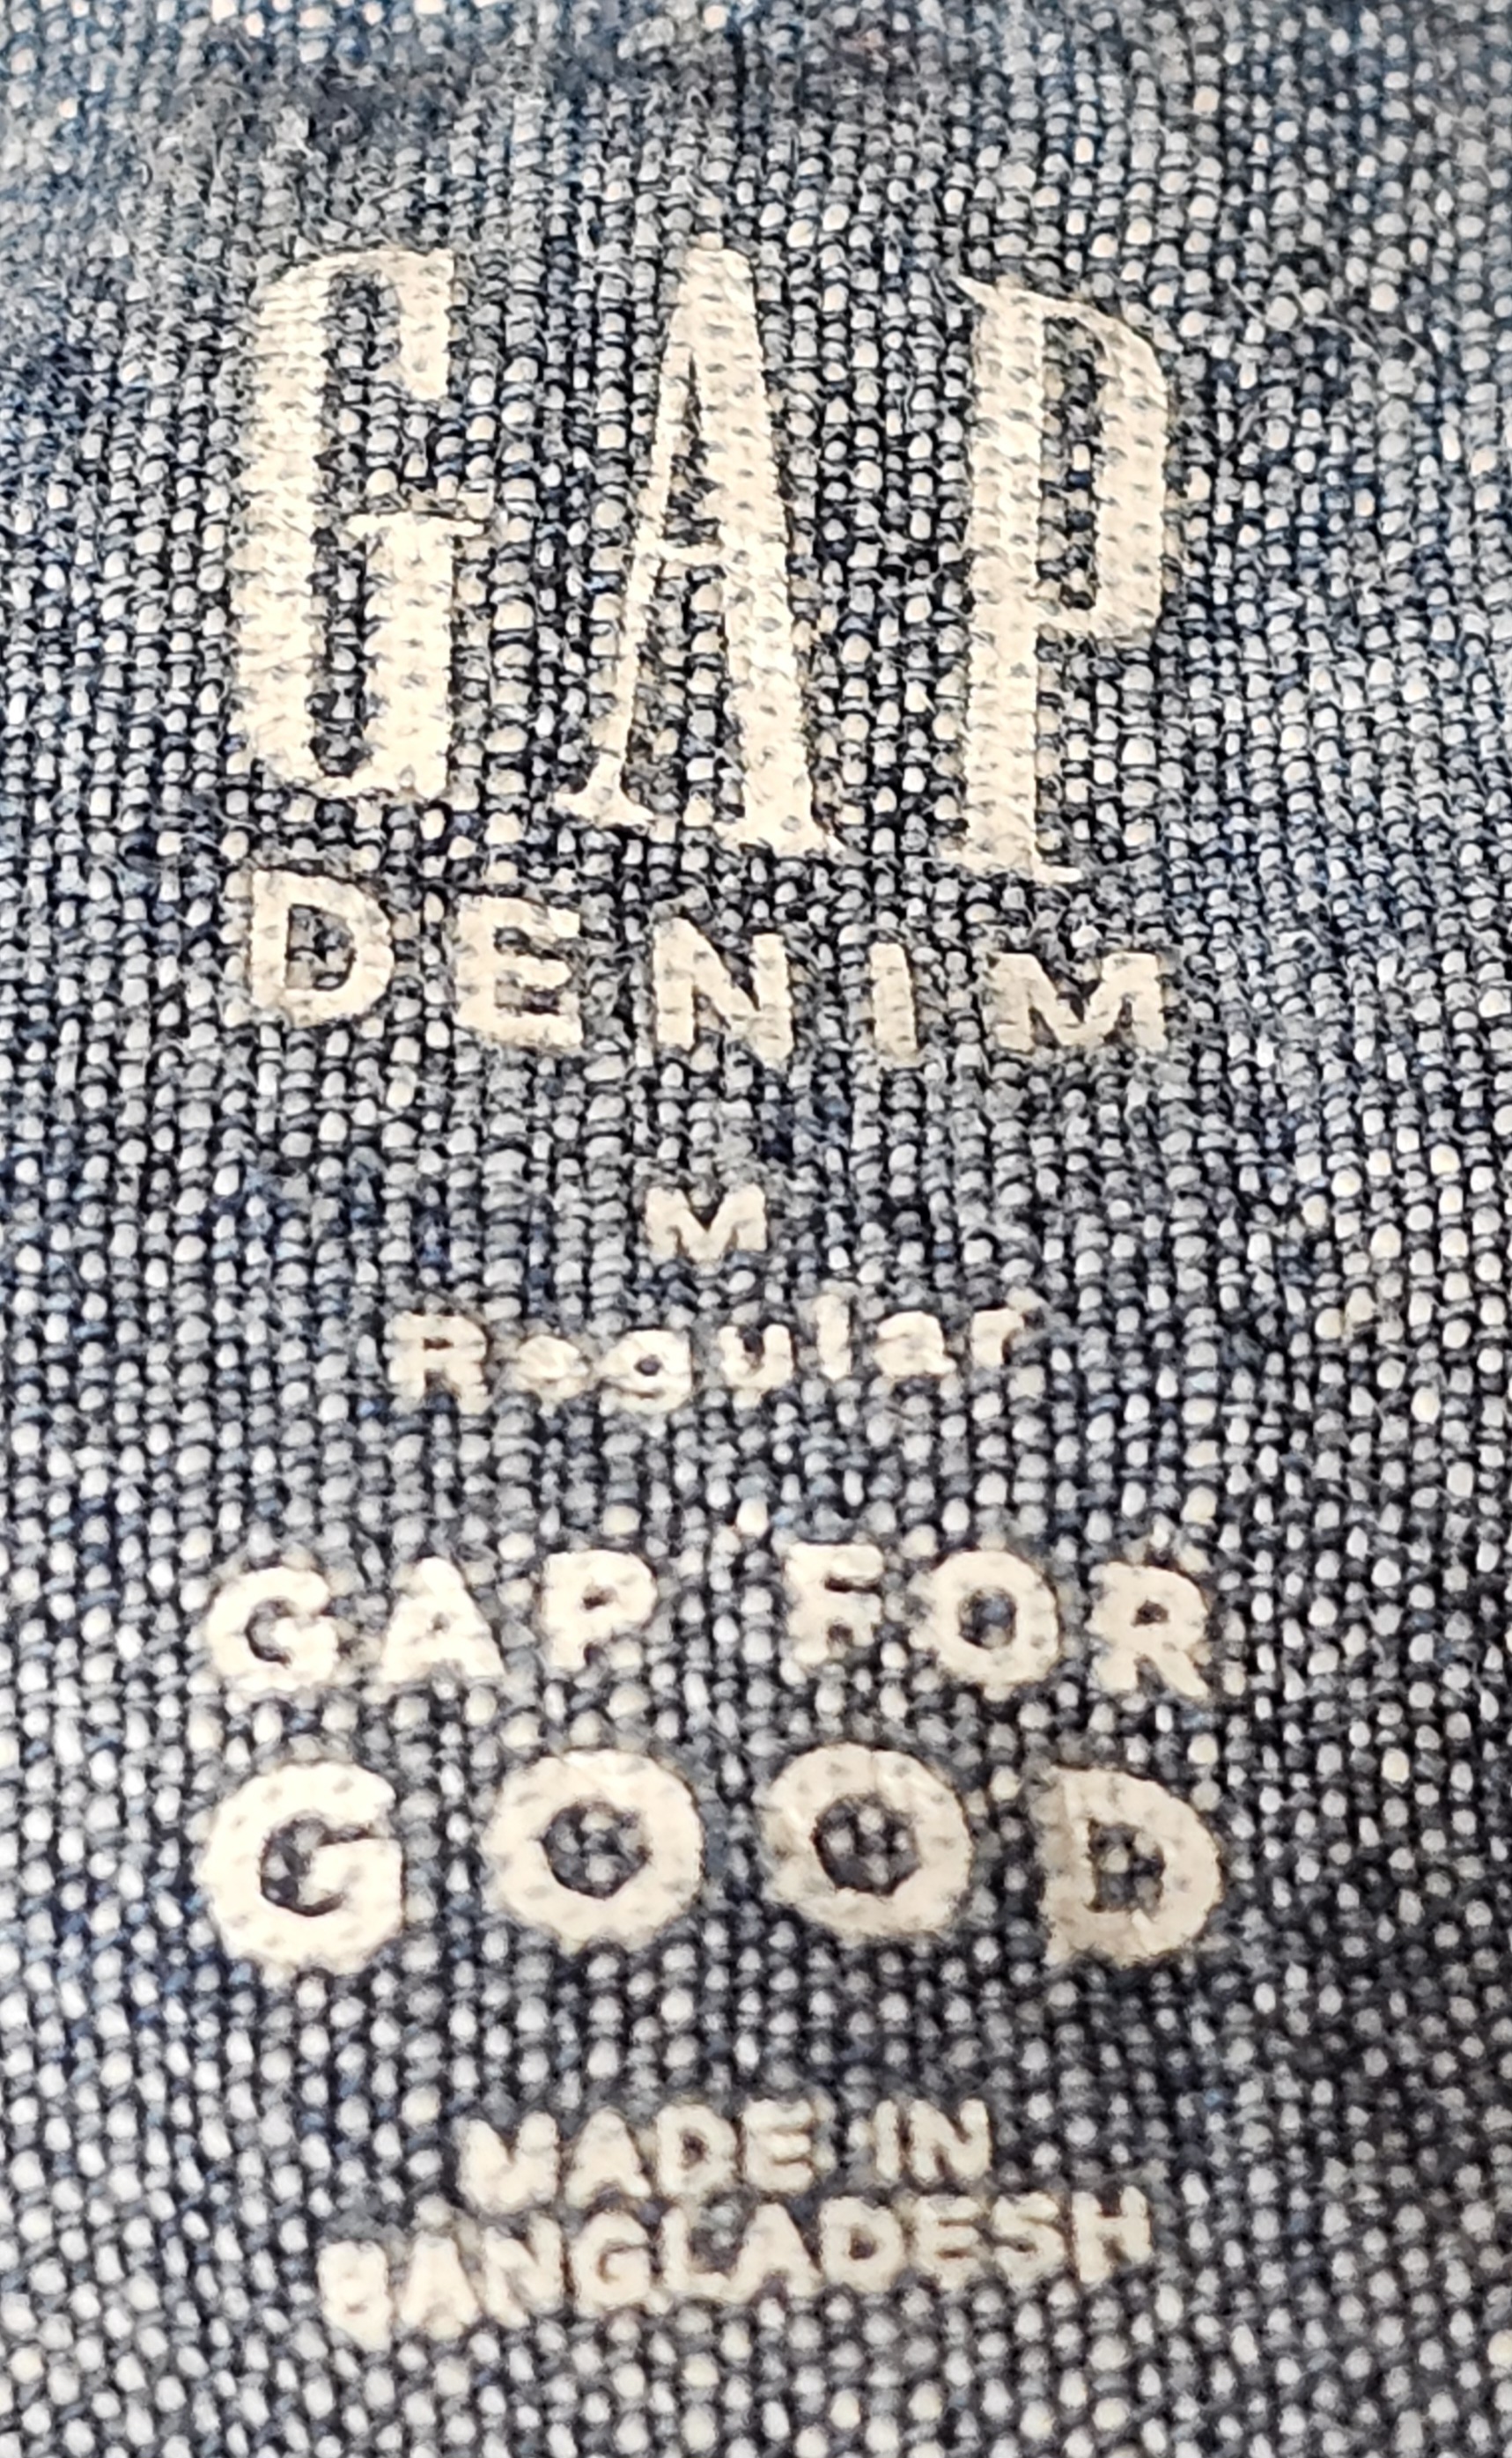 GAP
DENIM
M
Regular
GAP FOR
GOOD
MADE IN
BANGLADESH